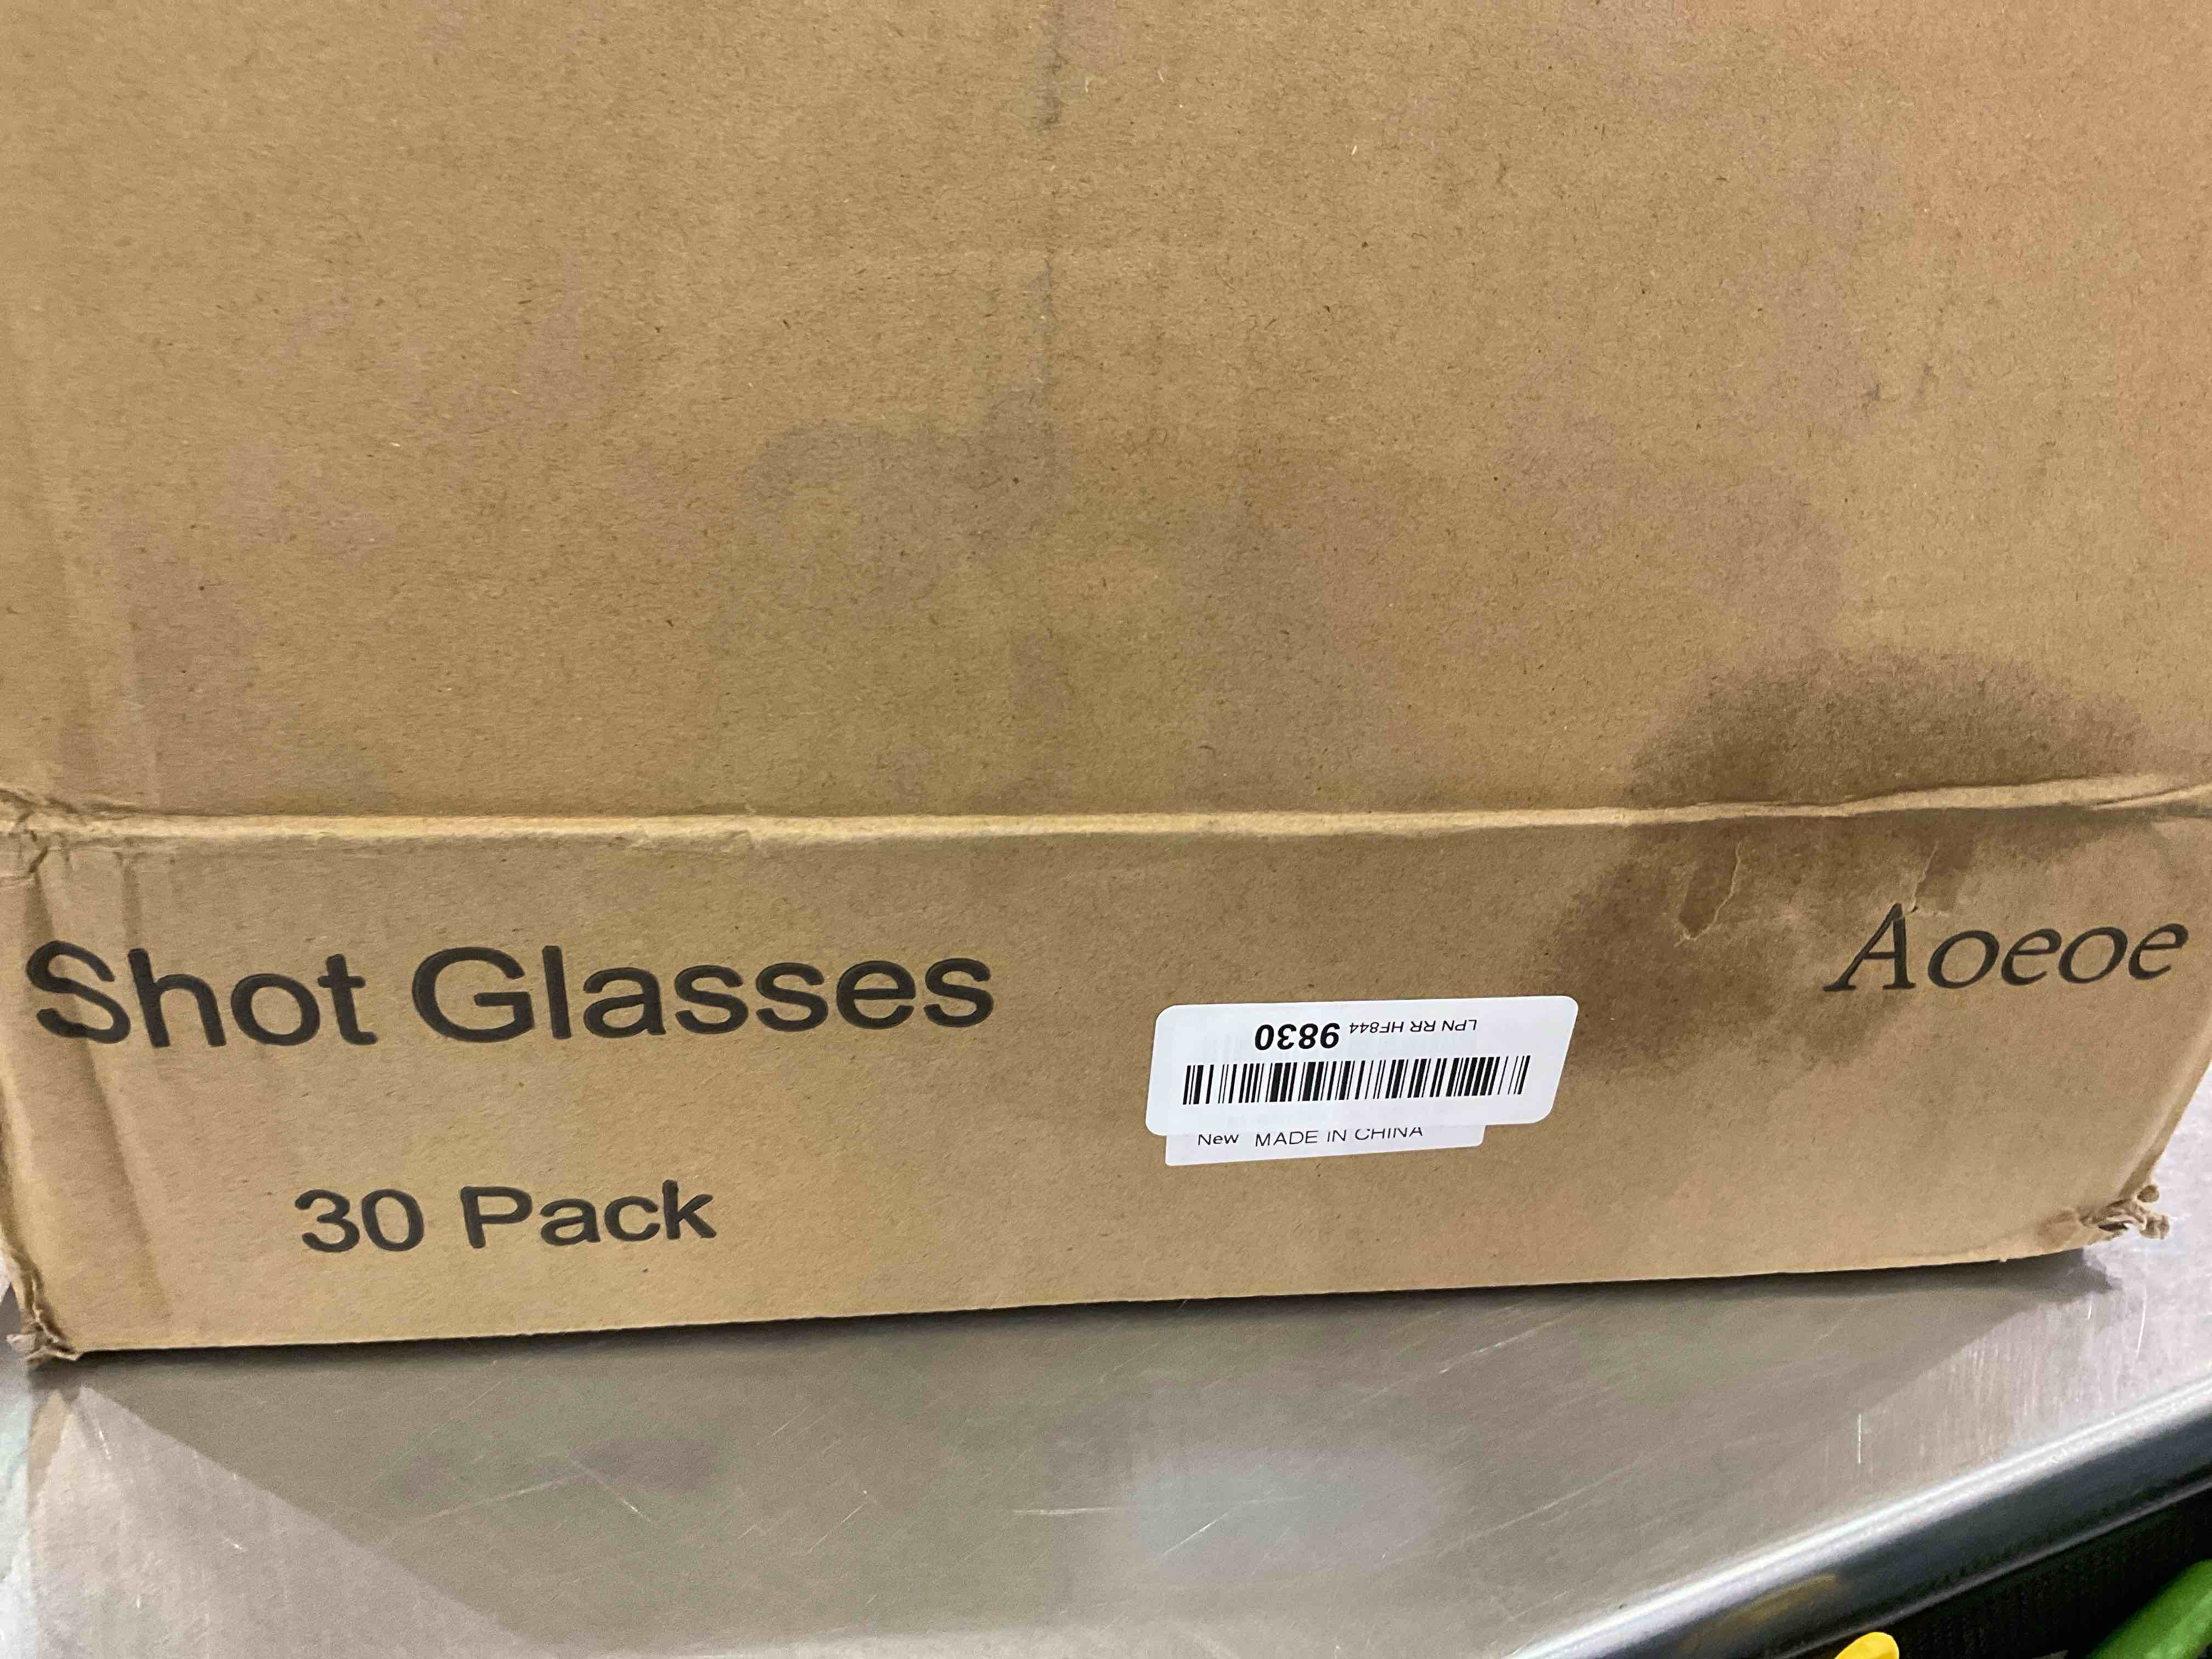 Shot Glasses
Aoeoe
LPN RR HF844 9830
New MADE IN CHINA
30 Pack